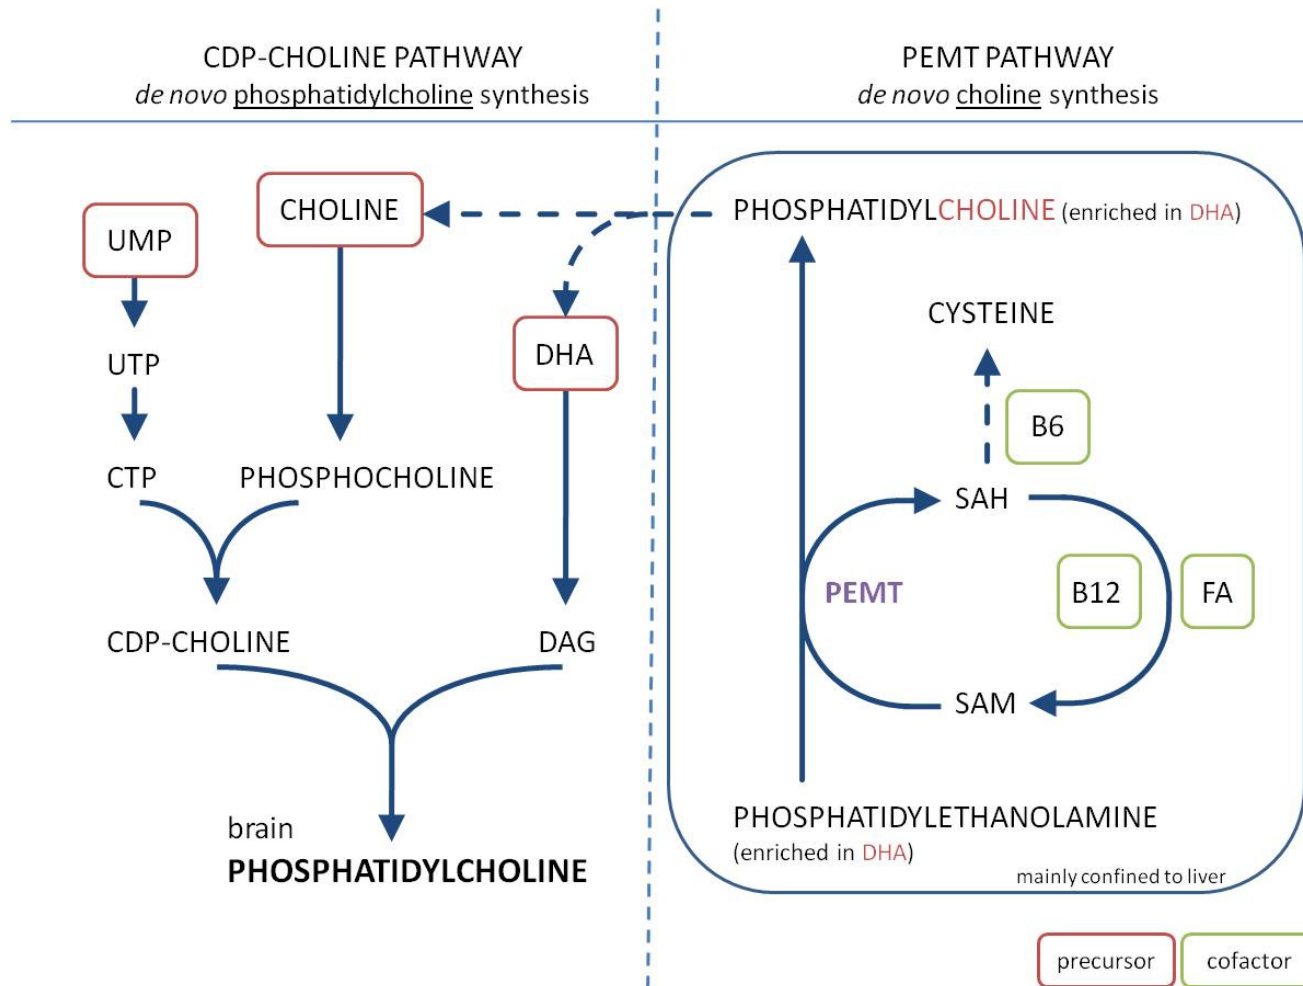 CDP-CHOLINE PATHWAY
de novo phosphatidylcholine synthesis
PEMT PATHWAY
de novo choline synthesis
UMP
CHOLINE
UTP
DHA
CTP
PHOSPHOCHOLINE
CDP-CHOLINE
DAG
brain
PHOSPHATIDYLCHOLINE
PHOSPHATIDYLCHOLINE (enriched in DHA)
CYSTEINE
B6
SAH
PEMT
B12
FA
SAM
PHOSPHATIDYLETHANOLAMINE
(enriched in DHA)
mainly confined to liver
precursor
cofactor